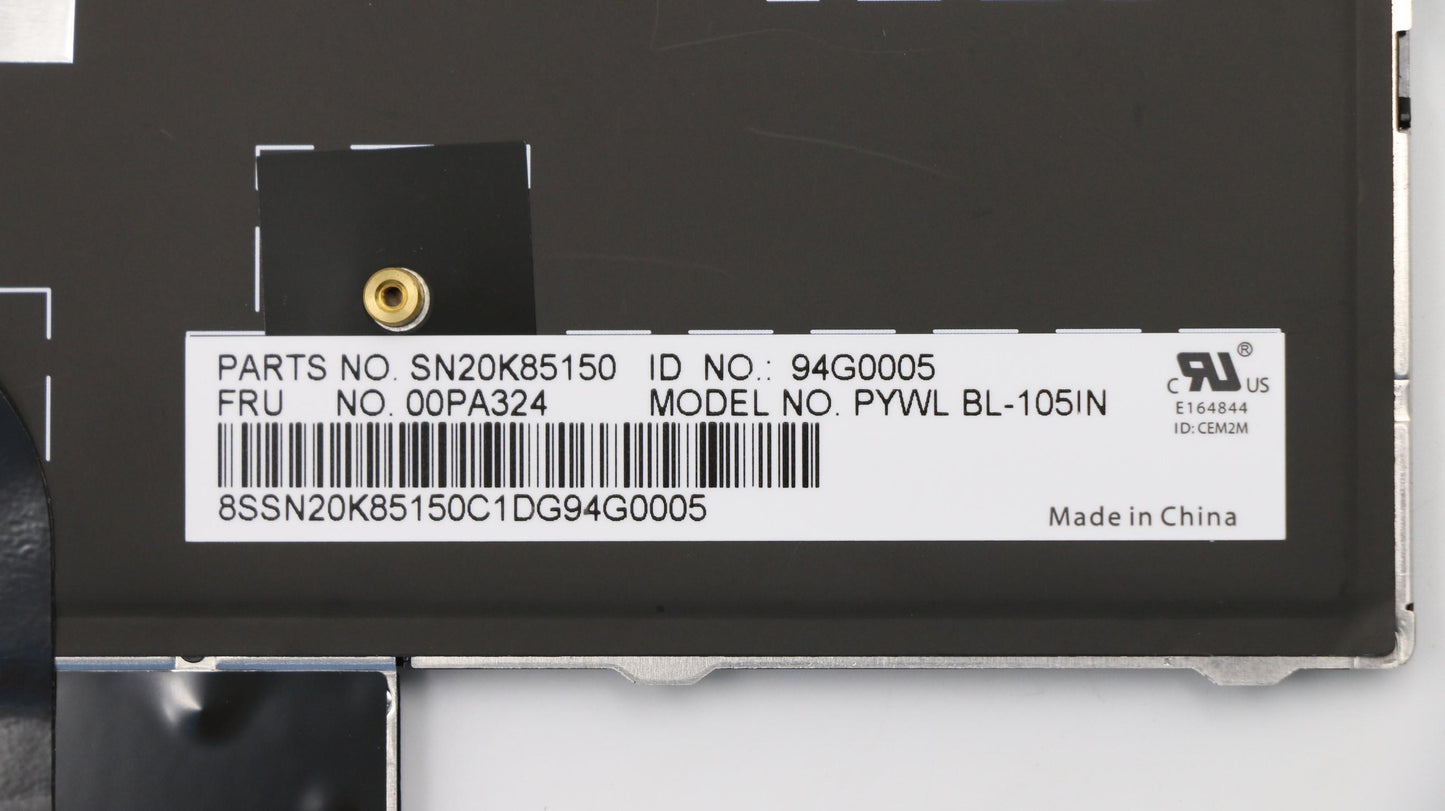 PARTS NO. SN20K85150 ID NO.: 94G0005
FRU NO. 00PA324 MODEL NO. PYWL BL-105IN
8SSN20K85150C1DG94G0005
C RU ® US
E164844
ID: CEM2M
Made in China